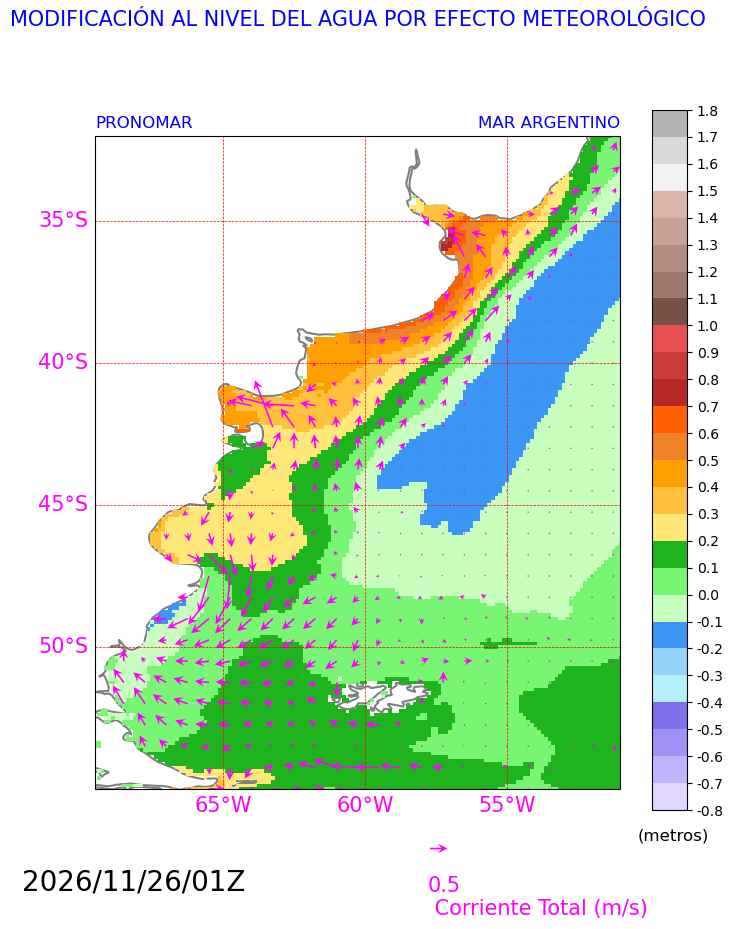 MODIFICACIÓN AL NIVEL DEL AGUA POR EFECTO METEOROLÓGICO
PRONOMAR
MAR ARGENTINO
35°S
40°S
45°S
50°S
65°W
60°W
55°W
1.8
1.7
1.6
1.5
1.4
1.3
1.2
1.1
1.0
0.9
0.8
0.7
0.6
0.5
0.4
0.3
0.2
0.1
0.0
-0.1
-0.2
-0.3
-0.4
-0.5
-0.6
-0.7
-0.8
(metros)
2026/11/26/01Z
0.5
Corriente Total (m/s)